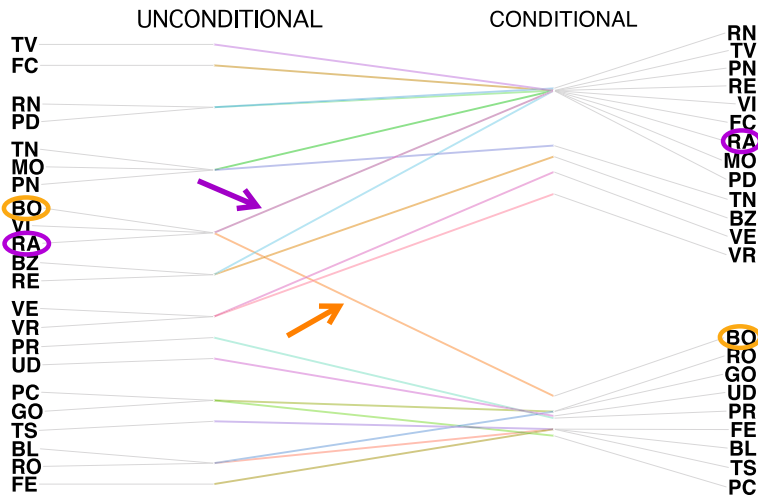 UNCONDITIONAL
CONDITIONAL
TV
FC
RN
PD
TN
MO
PN
BO
VI
RA
BZ
RE
VE
VR
PR
UD
PC
GO
TS
BL
RO
FE
RN
TV
PN
RE
VI
FC
RA
MO
PD
TN
BZ
VE
VR
BO
RO
GO
UD
PR
FE
BL
TS
PC